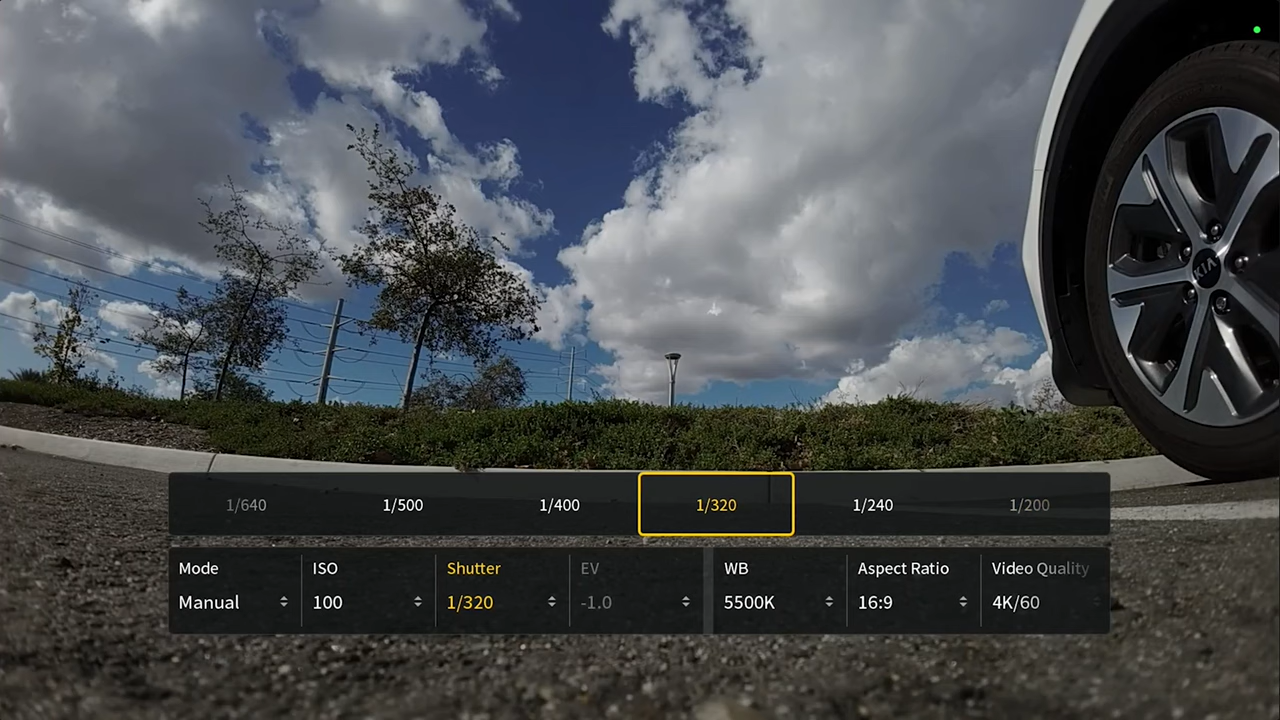 KIA
1/640 1/500 1/400 1/320 1/240 1/200
Mode ISO Shutter EV WB Aspect Ratio Video Quality
Manual 100 1/320 -1.0 5500K 16:9 4K/60